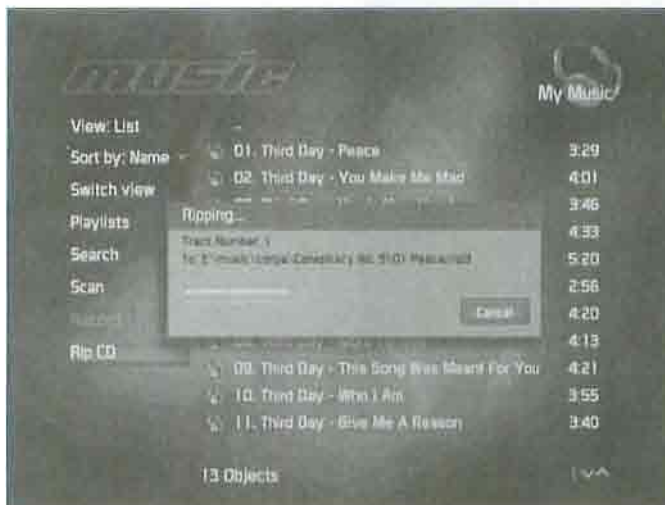 music
My Music
View: List
Sort by: Name
Switch view
Playlists
Search
Scan
Rip CD
01. Third Day - Peace 3:29
02. Third Day - You Make Me Mad 4:01
3:46
4:33
5:20
2:56
4:20
4:13
09. Third Day - This Song Was Meant For You 4:21
10. Third Day - Who I Am 3:55
11. Third Day - Give Me A Reason 3:40
Ripping...
Track Number: 1
To: E:\music\
Cancel
13 Objects